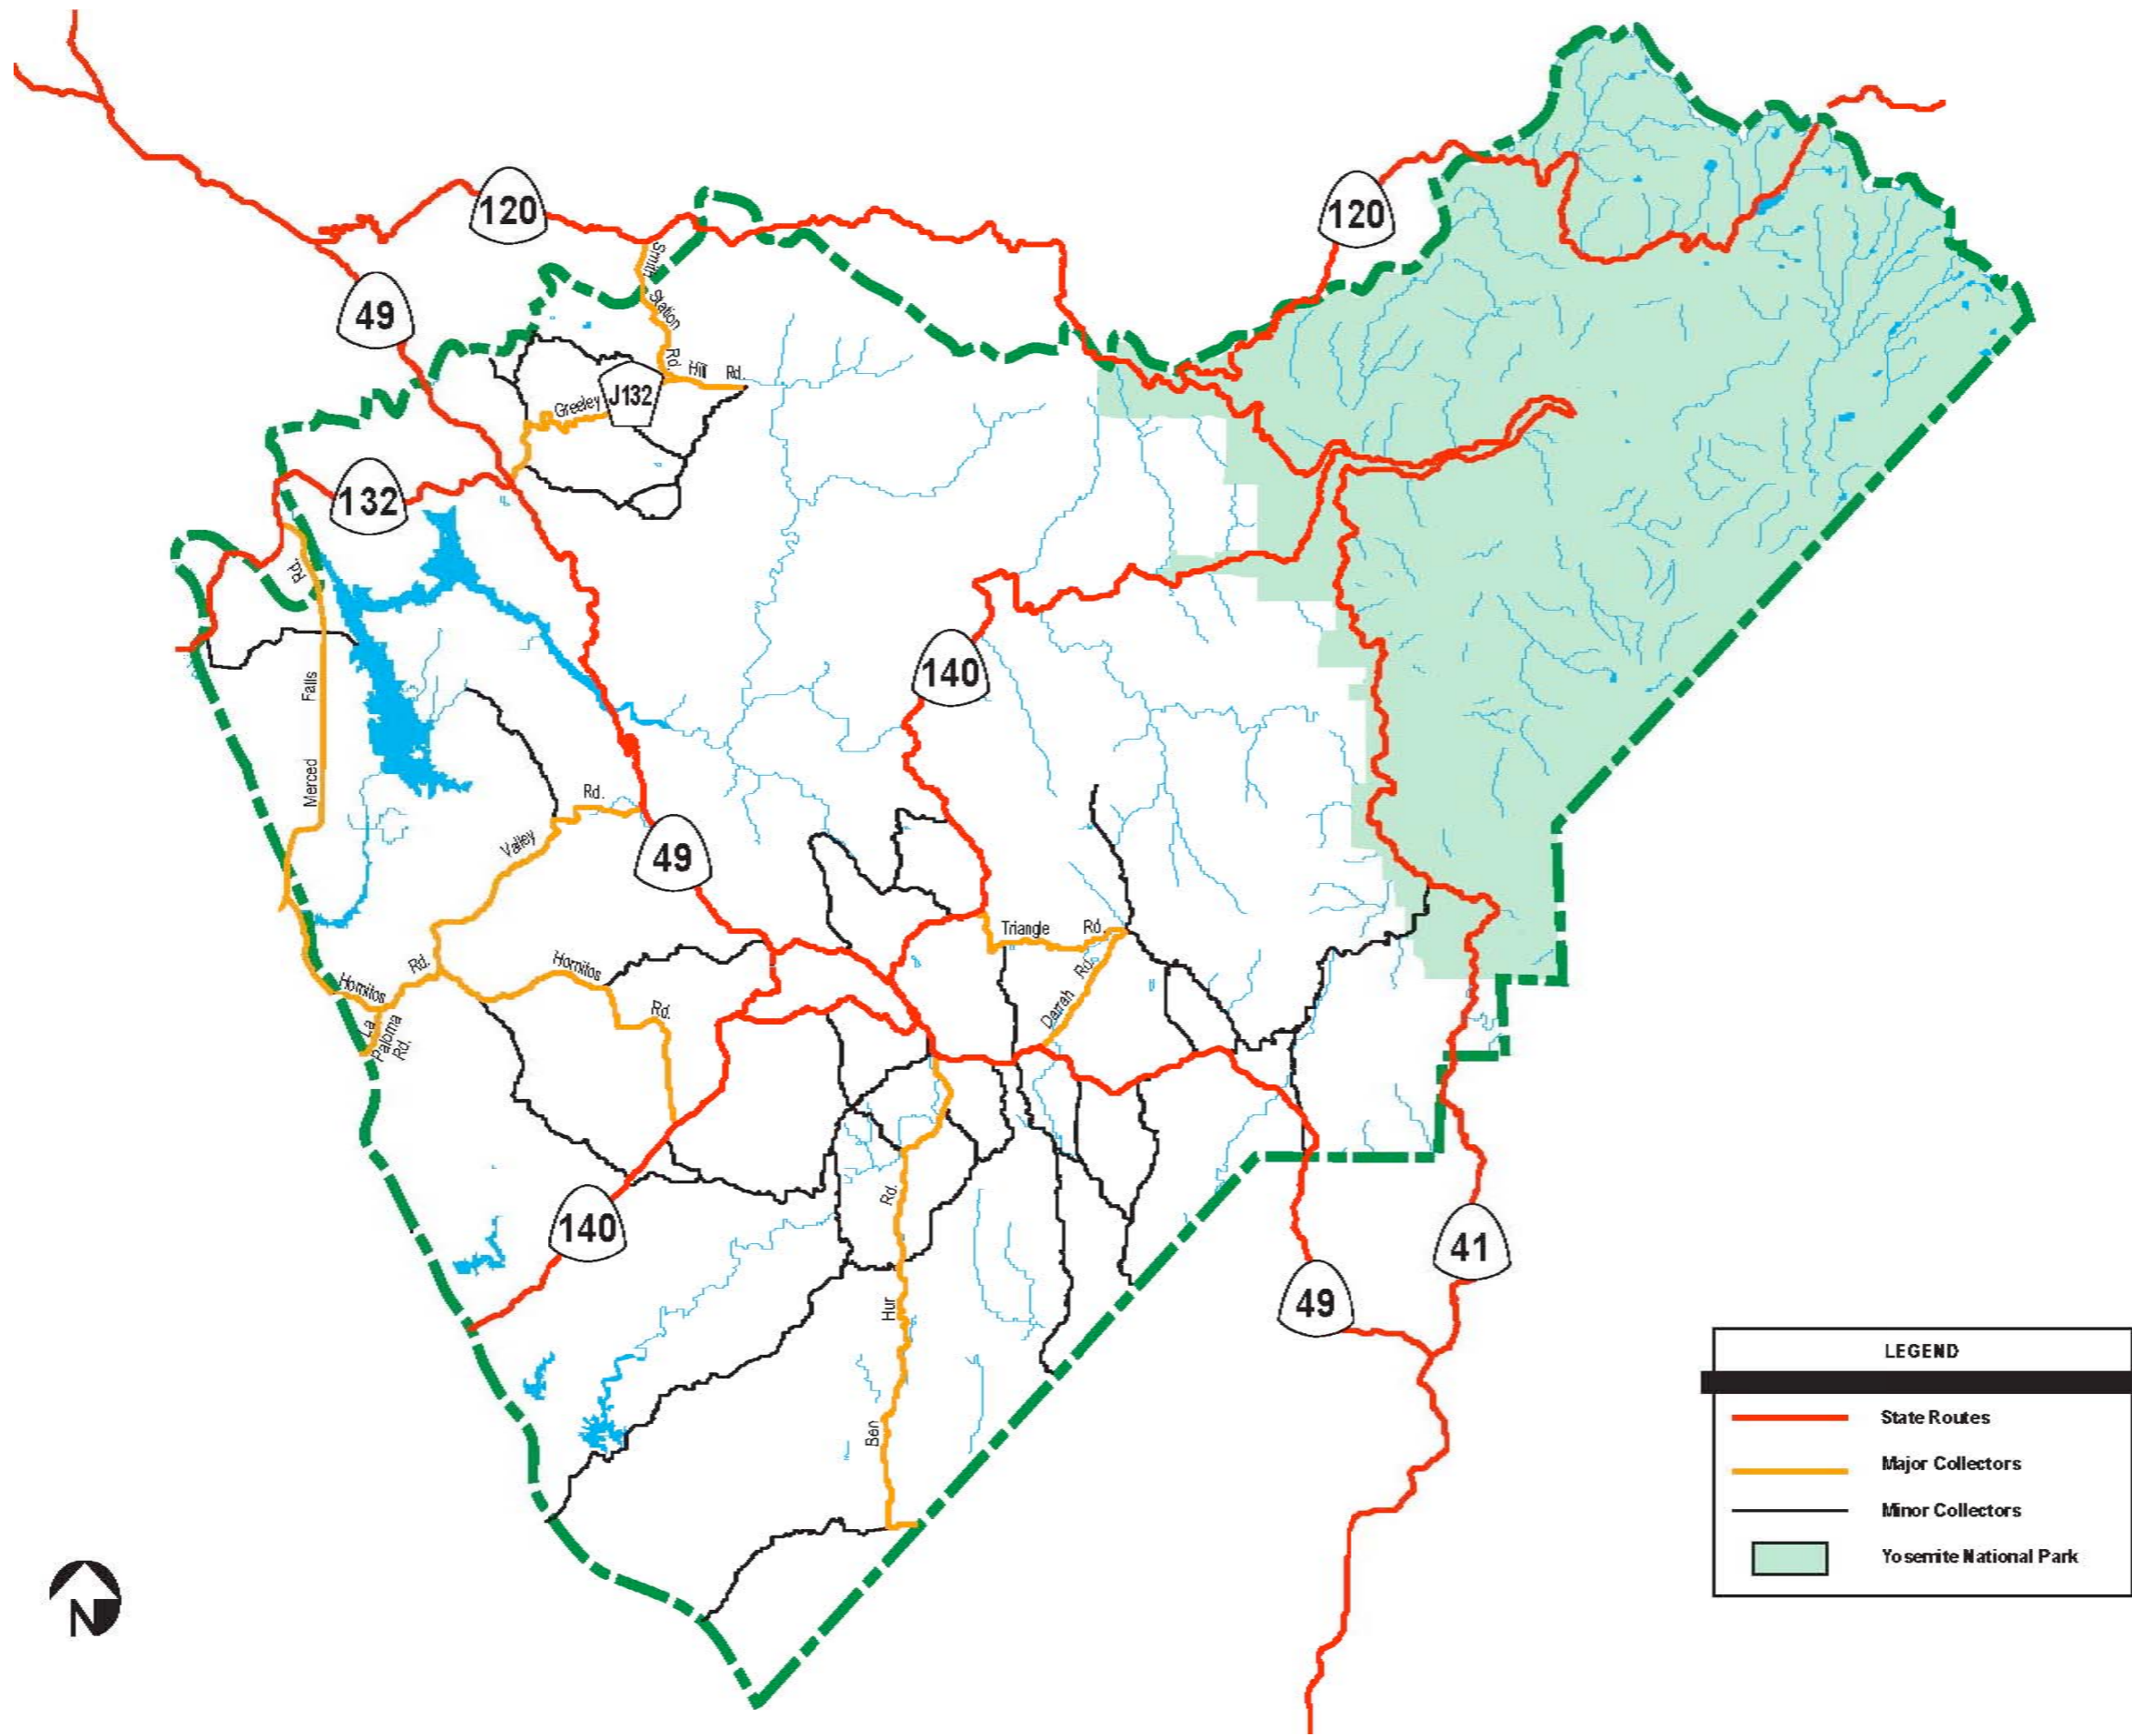 120
120
49
Smith
Station
Rd.
Hill Rd.
J132
Greeley
132
Rd.
Falls
Merced
140
Rd.
Valley
49
Triangle Rd.
Rd.
Darrah
Hornitos
Rd.
Rd.
Hornitos
La
Paloma
Rd.
140
Rd.
Hur
Ben
41
49
LEGEND
State Routes
Major Collectors
Minor Collectors
Yosemite National Park
N